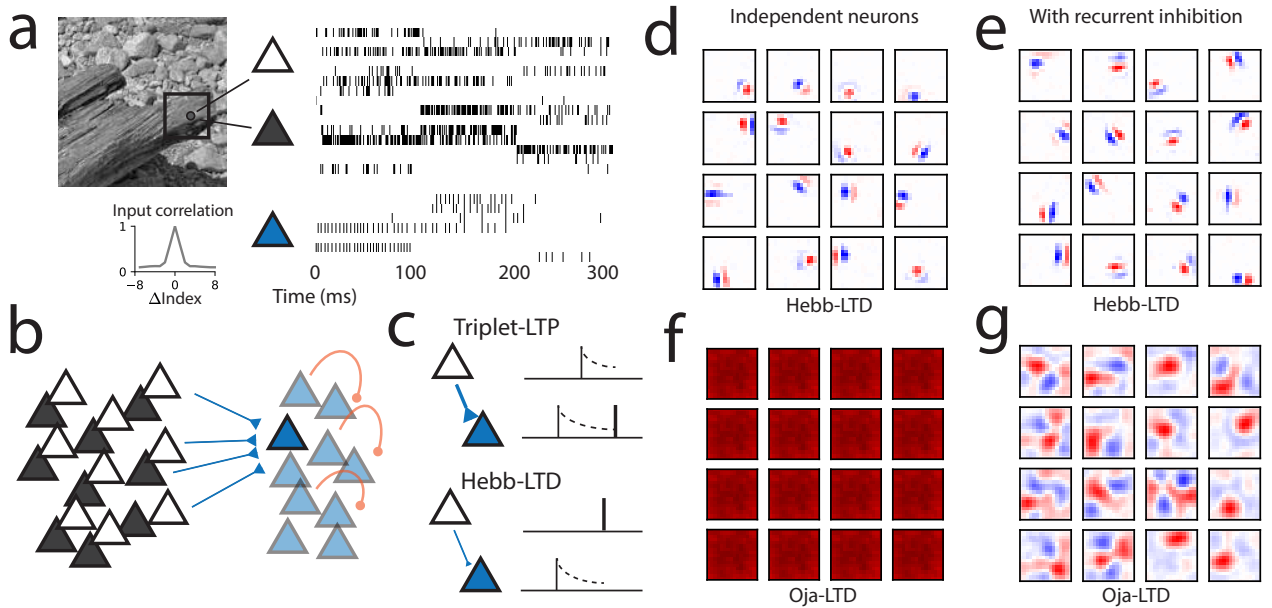 a
Input correlation
1
0
−8
0
8
ΔIndex
0
100
200
300
Time (ms)
b
c
Triplet-LTP
Hebb-LTD
d
Independent neurons
Hebb-LTD
e
With recurrent inhibition
Hebb-LTD
f
Oja-LTD
g
Oja-LTD